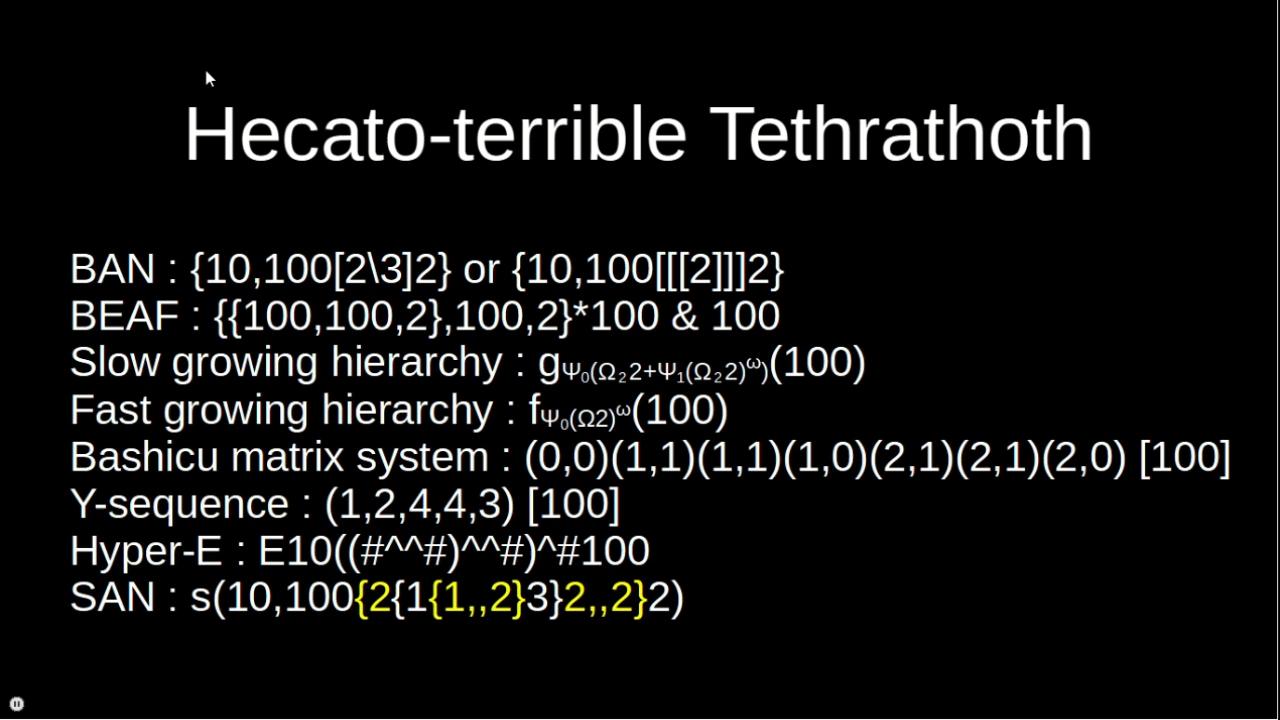 Hecato-terrible Tethrathoth
BAN : {10,100[2\3]2} or {10,100[[[2]]]2}
BEAF : {{100,100,2},100,2}*100 & 100
Slow growing hierarchy : gΨ₀(Ω₂2+Ψ₁(Ω₂2)^ω)(100)
Fast growing hierarchy : fΨ₀(Ω2)^ω(100)
Bashicu matrix system : (0,0)(1,1)(1,1)(1,0)(2,1)(2,1)(2,0) [100]
Y-sequence : (1,2,4,4,3) [100]
Hyper-E : E10((#^^#)^^#)^#100
SAN : s(10,100{2{1{1,,2}3}2,,2}2)